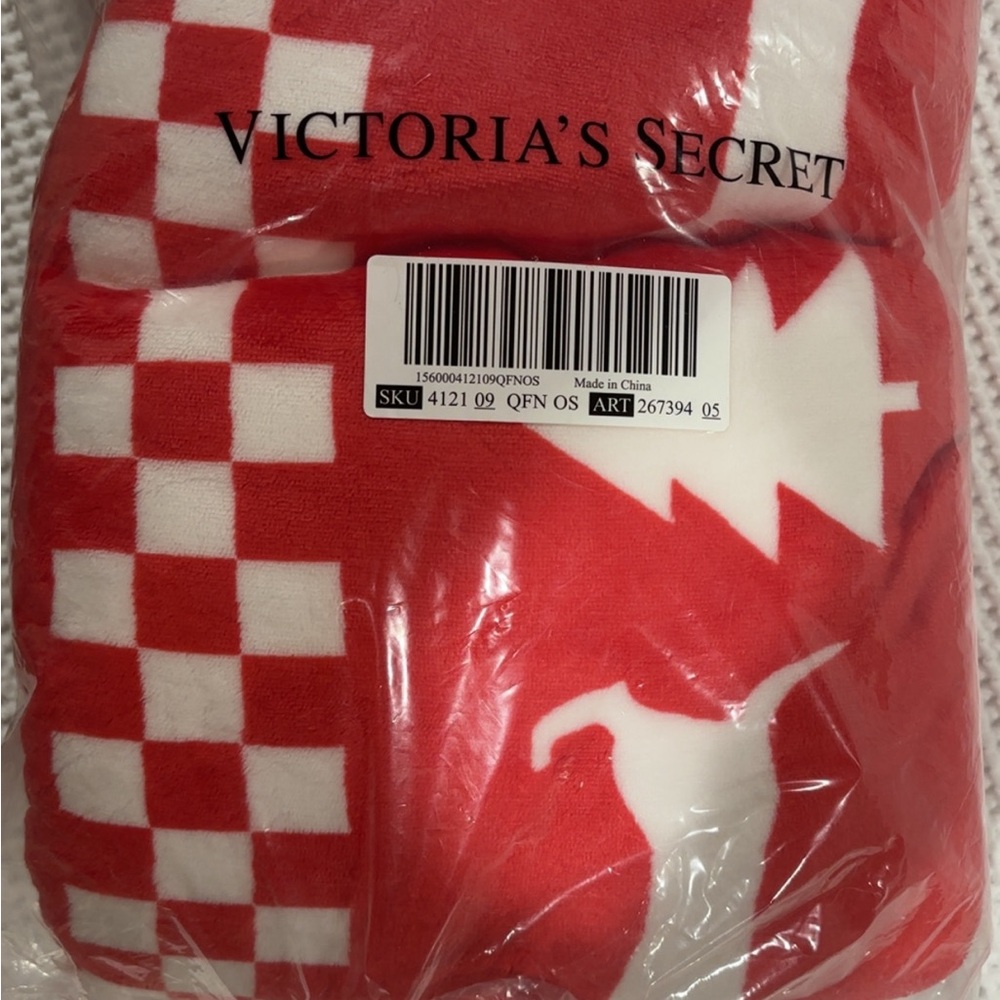 VICTORIA'S SECRET
156000412109QFNOS Made in China
SKU 4121 09 QFN OS ART 267394 05